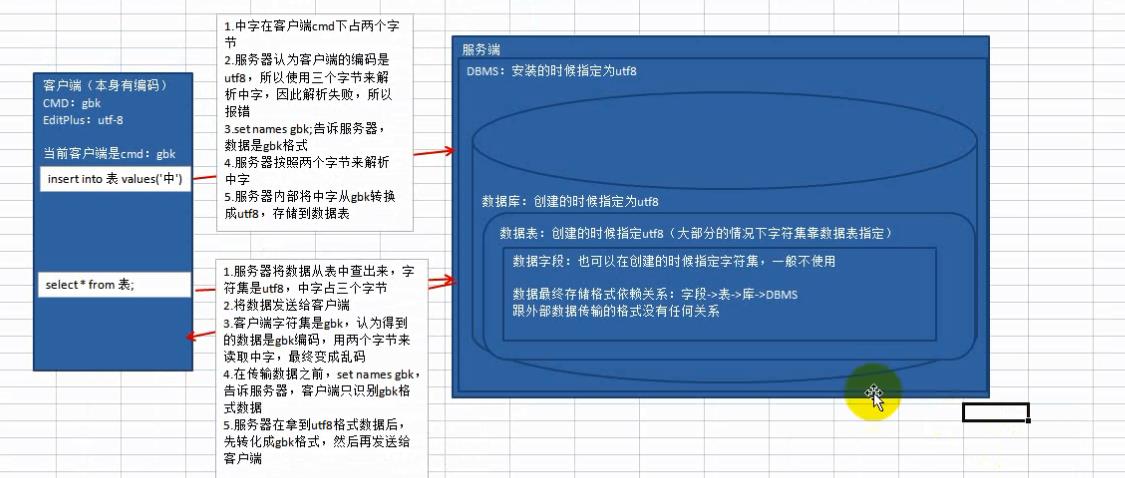 客户端（本身有编码）
CMD：gbk
EditPlus：utf-8
当前客户端是cmd：gbk
insert into 表 values('中')
select * from 表;
1.中字在客户端cmd下占两个字
节
2.服务器认为客户端的编码是
utf8，所以使用三个字节来解
析中字，因此解析失败，所以
报错
3.set names gbk;告诉服务器，
数据是gbk格式
4.服务器按照两个字节来解析
中字
5.服务器内部将中字从gbk转换
成utf8，存储到数据表
1.服务器将数据从表中查出来，字
符集是utf8，中字占三个字节
2.将数据发送给客户端
3.客户端字符集是gbk，认为得到
的数据是gbk编码，用两个字节来
读取中字，最终变成乱码
4.在传输数据之前，set names gbk，
告诉服务器，客户端只识别gbk格
式数据
5.服务器在拿到utf8格式数据后，
先转化成gbk格式，然后再发送给
客户端
服务端
DBMS：安装的时候指定为utf8
数据库：创建的时候指定为utf8
数据表：创建的时候指定utf8（大部分的情况下字符集靠数据表指定）
数据字段：也可以在创建的时候指定字符集，一般不使用
数据最终存储格式依赖关系：字段->表->库->DBMS
跟外部数据传输的格式没有任何关系